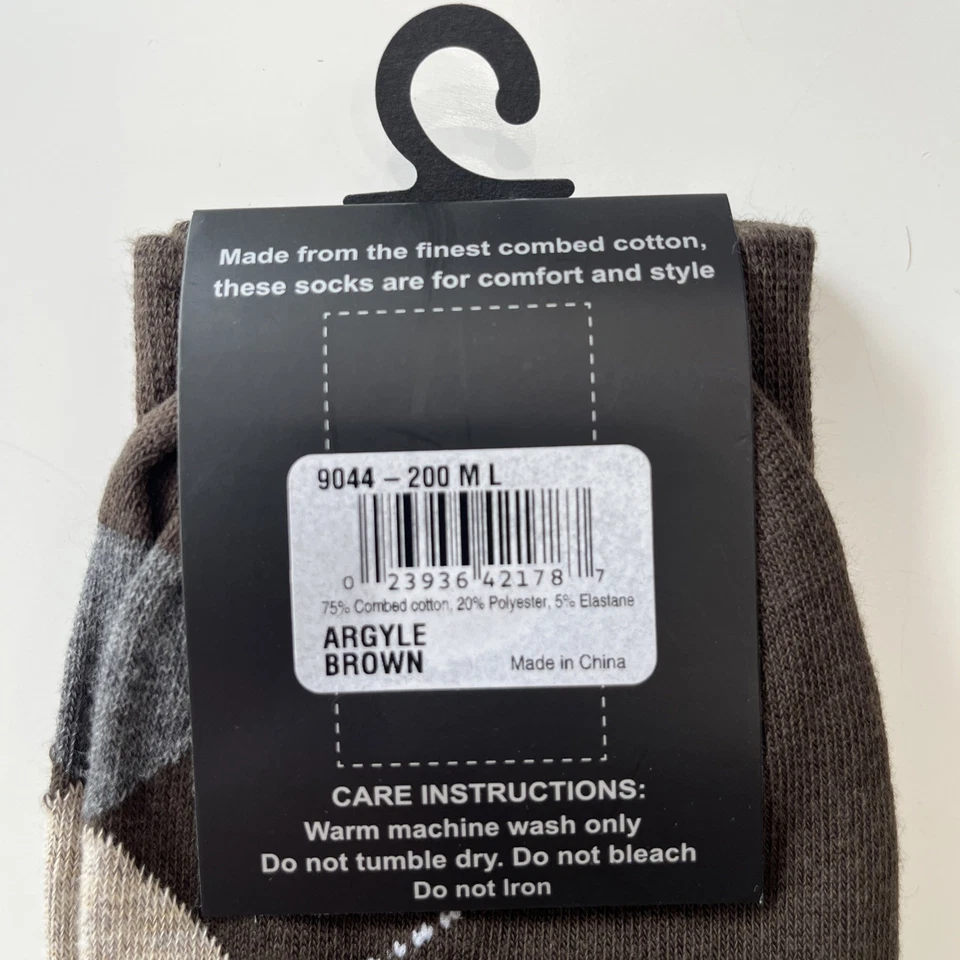 Made from the finest combed cotton,
these socks are for comfort and style
9044 – 200 M L
0 23936 42178 7
75% Combed cotton, 20% Polyester, 5% Elastane
ARGYLE
BROWN
Made in China
CARE INSTRUCTIONS:
Warm machine wash only
Do not tumble dry. Do not bleach
Do not Iron